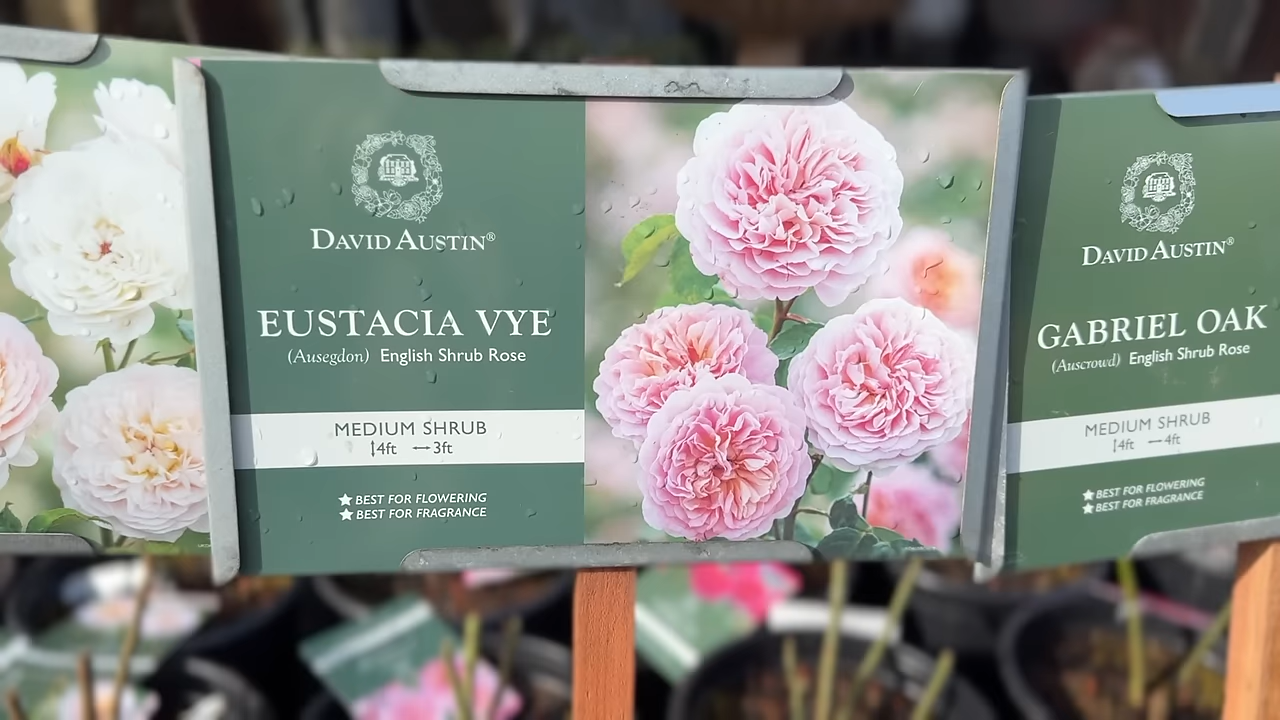 DAVID AUSTIN®
EUSTACIA VYE
(Ausegdon) English Shrub Rose
MEDIUM SHRUB
4ft 3ft
BEST FOR FLOWERING
BEST FOR FRAGRANCE
DAVID AUSTIN®
GABRIEL OAK
(Auscrowd) English Shrub Rose
MEDIUM SHRUB
4ft 4ft
BEST FOR FLOWERING
BEST FOR FRAGRANCE